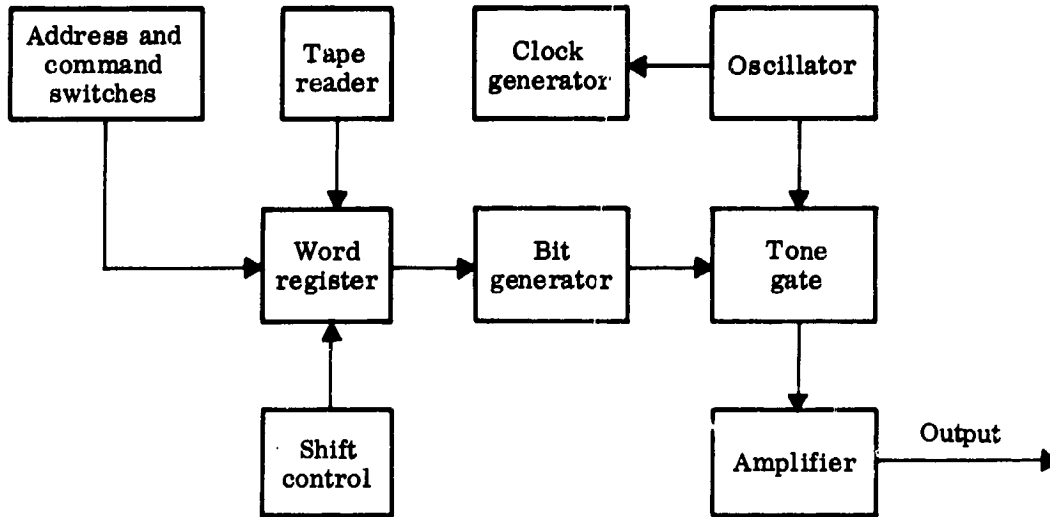 Address and
command
switches
Tape
reader
Clock
generator
Oscillator
Word
register
Bit
generator
Tone
gate
Shift
control
Amplifier
Output